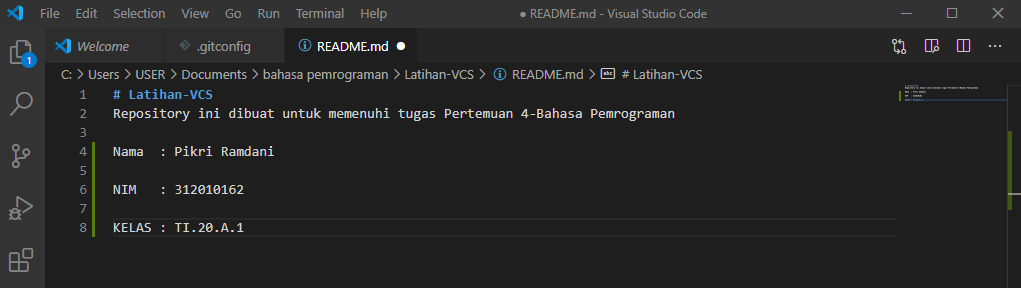 File Edit Selection View Go Run Terminal Help ● README.md - Visual Studio Code
Welcome .gitconfig README.md ●
1
C: > Users > USER > Documents > bahasa pemrograman > Latihan-VCS > README.md > # Latihan-VCS
1 # Latihan-VCS
2 Repository ini dibuat untuk memenuhi tugas Pertemuan 4-Bahasa Pemrograman
3
4 Nama : Pikri Ramdani
5
6 NIM : 312010162
7
8 KELAS : TI.20.A.1